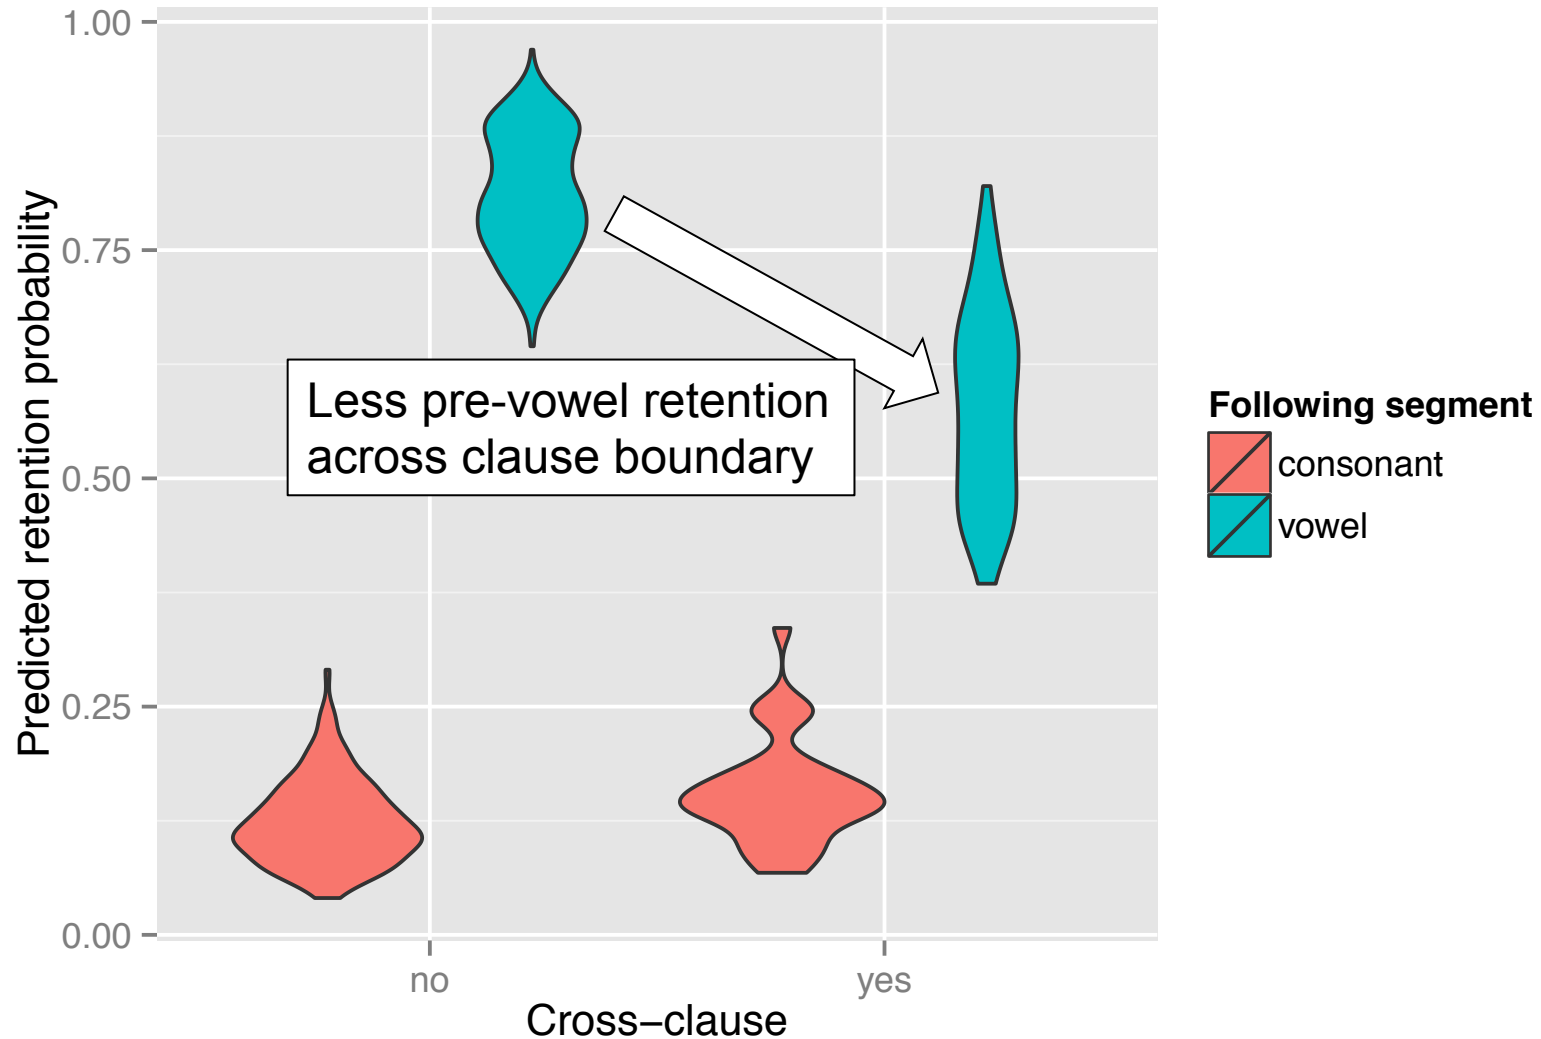 Predicted retention probability
1.00
0.75
0.50
0.25
0.00
Less pre-vowel retention
across clause boundary
no
yes
Cross−clause
Following segment
consonant
vowel